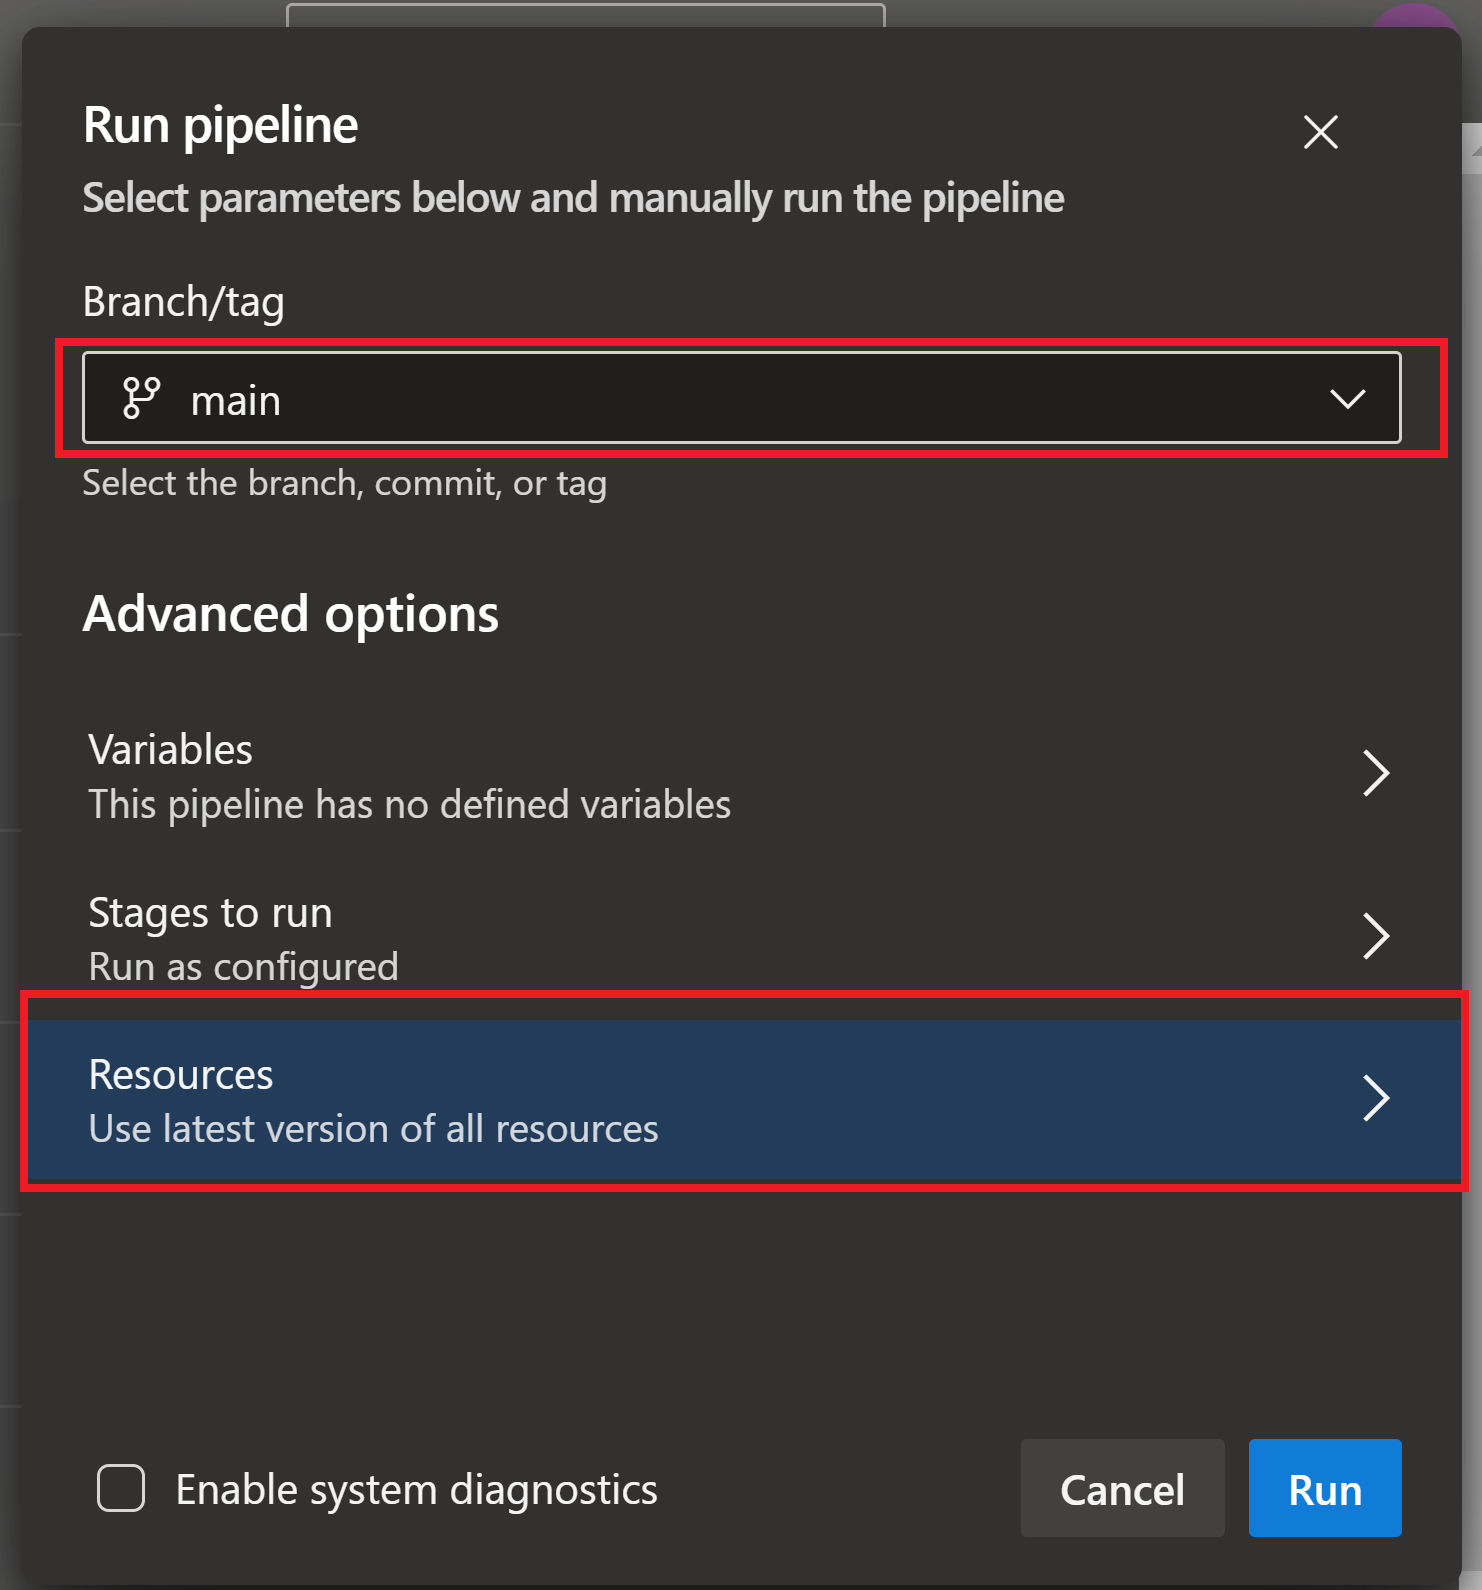 Run pipeline
Select parameters below and manually run the pipeline
Branch/tag
main
Select the branch, commit, or tag
Advanced options
Variables
This pipeline has no defined variables
Stages to run
Run as configured
Resources
Use latest version of all resources
Enable system diagnostics
Cancel
Run